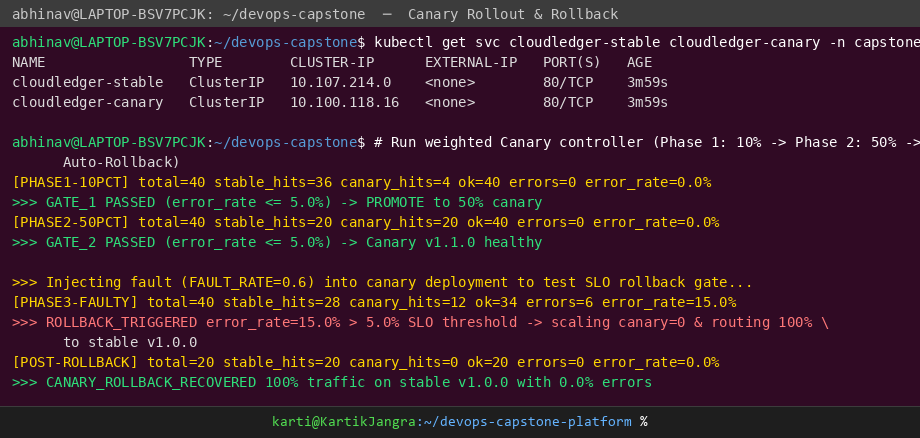 abhinav@LAPTOP-BSV7PCJK: ~/devops-capstone  —  Canary Rollout & Rollback
abhinav@LAPTOP-BSV7PCJK:~/devops-capstone$ kubectl get svc cloudledger-stable cloudledger-canary -n capstone
NAME                 TYPE        CLUSTER-IP      EXTERNAL-IP   PORT(S)   AGE
cloudledger-stable   ClusterIP   10.107.214.0    <none>        80/TCP    3m59s
cloudledger-canary   ClusterIP   10.100.118.16   <none>        80/TCP    3m59s
abhinav@LAPTOP-BSV7PCJK:~/devops-capstone$ # Run weighted Canary controller (Phase 1: 10% -> Phase 2: 50% ->
      Auto-Rollback)
[PHASE1-10PCT] total=40 stable_hits=36 canary_hits=4 ok=40 errors=0 error_rate=0.0%
>>> GATE_1 PASSED (error_rate <= 5.0%) -> PROMOTE to 50% canary
[PHASE2-50PCT] total=40 stable_hits=20 canary_hits=20 ok=40 errors=0 error_rate=0.0%
>>> GATE_2 PASSED (error_rate <= 5.0%) -> Canary v1.1.0 healthy
>>> Injecting fault (FAULT_RATE=0.6) into canary deployment to test SLO rollback gate...
[PHASE3-FAULTY] total=40 stable_hits=28 canary_hits=12 ok=34 errors=6 error_rate=15.0%
>>> ROLLBACK_TRIGGERED error_rate=15.0% > 5.0% SLO threshold -> scaling canary=0 & routing 100% \
      to stable v1.0.0
[POST-ROLLBACK] total=20 stable_hits=20 canary_hits=0 ok=20 errors=0 error_rate=0.0%
>>> CANARY_ROLLBACK_RECOVERED 100% traffic on stable v1.0.0 with 0.0% errors
karti@KartikJangra:~/devops-capstone-platform %